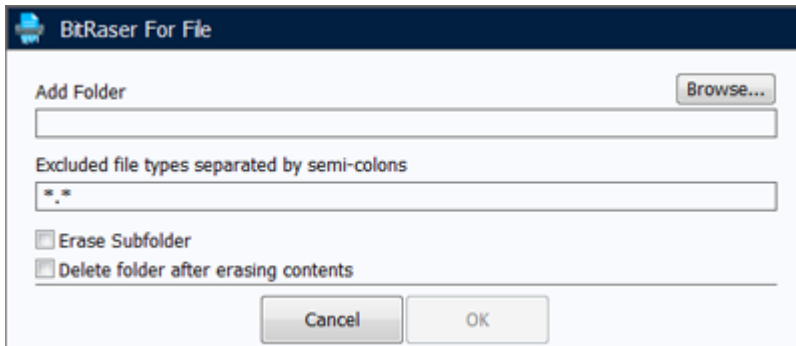 BitRaser For File
Add Folder
Browse...
Excluded file types separated by semi-colons
*.*
Erase Subfolder
Delete folder after erasing contents
Cancel
OK